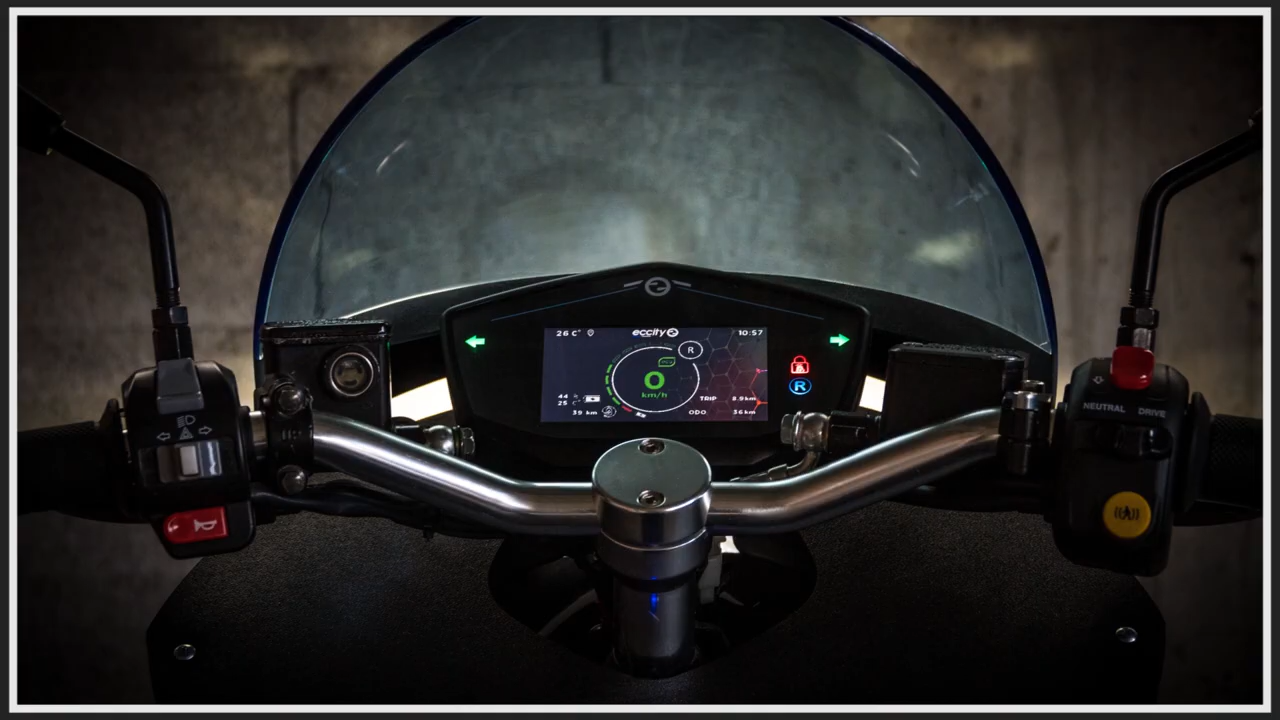 26 C°
eccity
10:57
R
0
km/h
44
25 C°
39 km
TRIP 8.9km
ODO 36km
R
NEUTRAL DRIVE